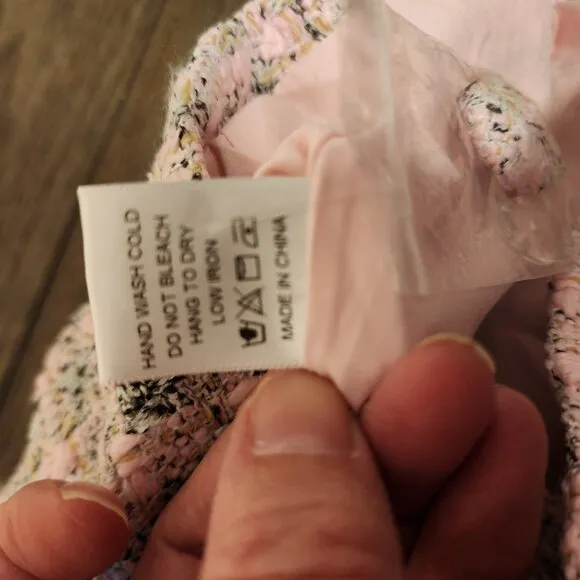 HAND WASH COLD
DO NOT BLEACH
HANG TO DRY
LOW IRON
MADE IN CHINA